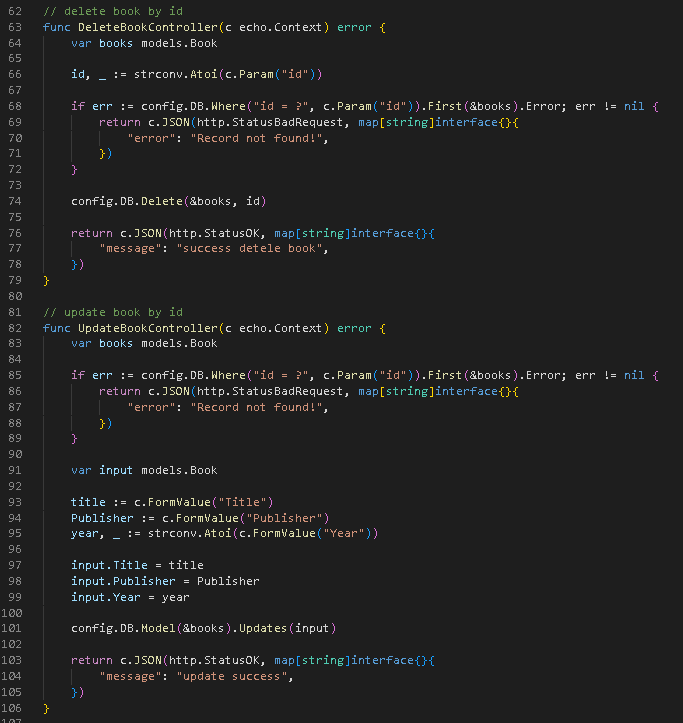 62 // delete book by id
63 func DeleteBookController(c echo.Context) error {
64     var books models.Book
65
66     id, _ := strconv.Atoi(c.Param("id"))
67
68     if err := config.DB.Where("id = ?", c.Param("id")).First(&books).Error; err != nil {
69         return c.JSON(http.StatusBadRequest, map[string]interface{}{
70             "error": "Record not found!",
71         })
72     }
73
74     config.DB.Delete(&books, id)
75
76     return c.JSON(http.StatusOK, map[string]interface{}{
77         "message": "success detele book",
78     })
79 }
80
81 // update book by id
82 func UpdateBookController(c echo.Context) error {
83     var books models.Book
84
85     if err := config.DB.Where("id = ?", c.Param("id")).First(&books).Error; err != nil {
86         return c.JSON(http.StatusBadRequest, map[string]interface{}{
87             "error": "Record not found!",
88         })
89     }
90
91     var input models.Book
92
93     title := c.FormValue("Title")
94     Publisher := c.FormValue("Publisher")
95     year, _ := strconv.Atoi(c.FormValue("Year"))
96
97     input.Title = title
98     input.Publisher = Publisher
99     input.Year = year
100
101     config.DB.Model(&books).Updates(input)
102
103     return c.JSON(http.StatusOK, map[string]interface{}{
104         "message": "update success",
105     })
106 }